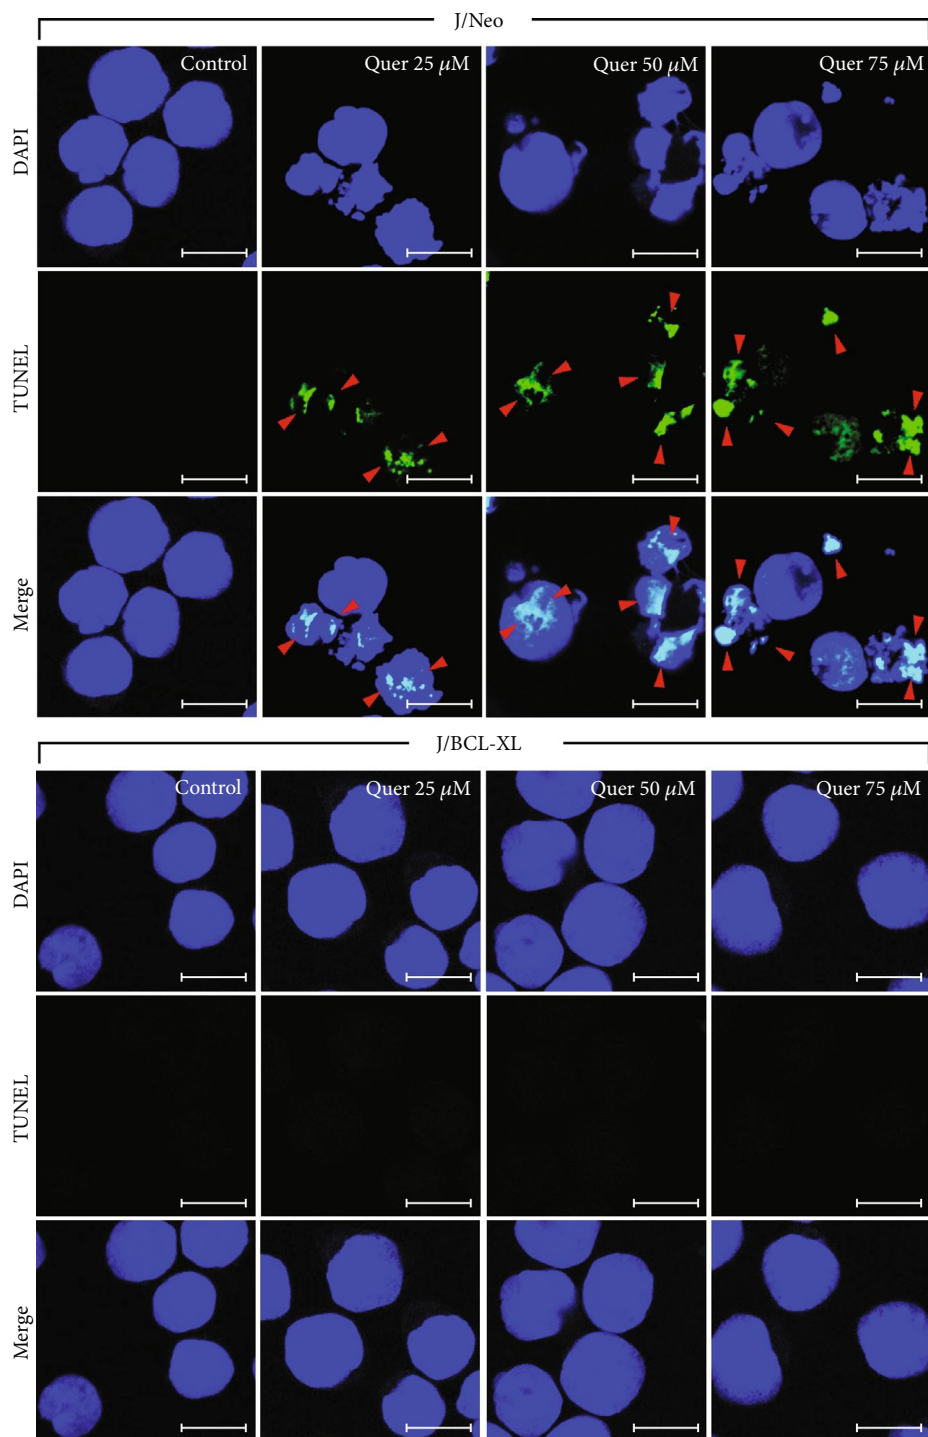 J/Neo
Control
Quer 25 μM
Quer 50 μM
Quer 75 μM
DAPI
TUNEL
Merge
J/BCL-XL
Control
Quer 25 μM
Quer 50 μM
Quer 75 μM
DAPI
TUNEL
Merge